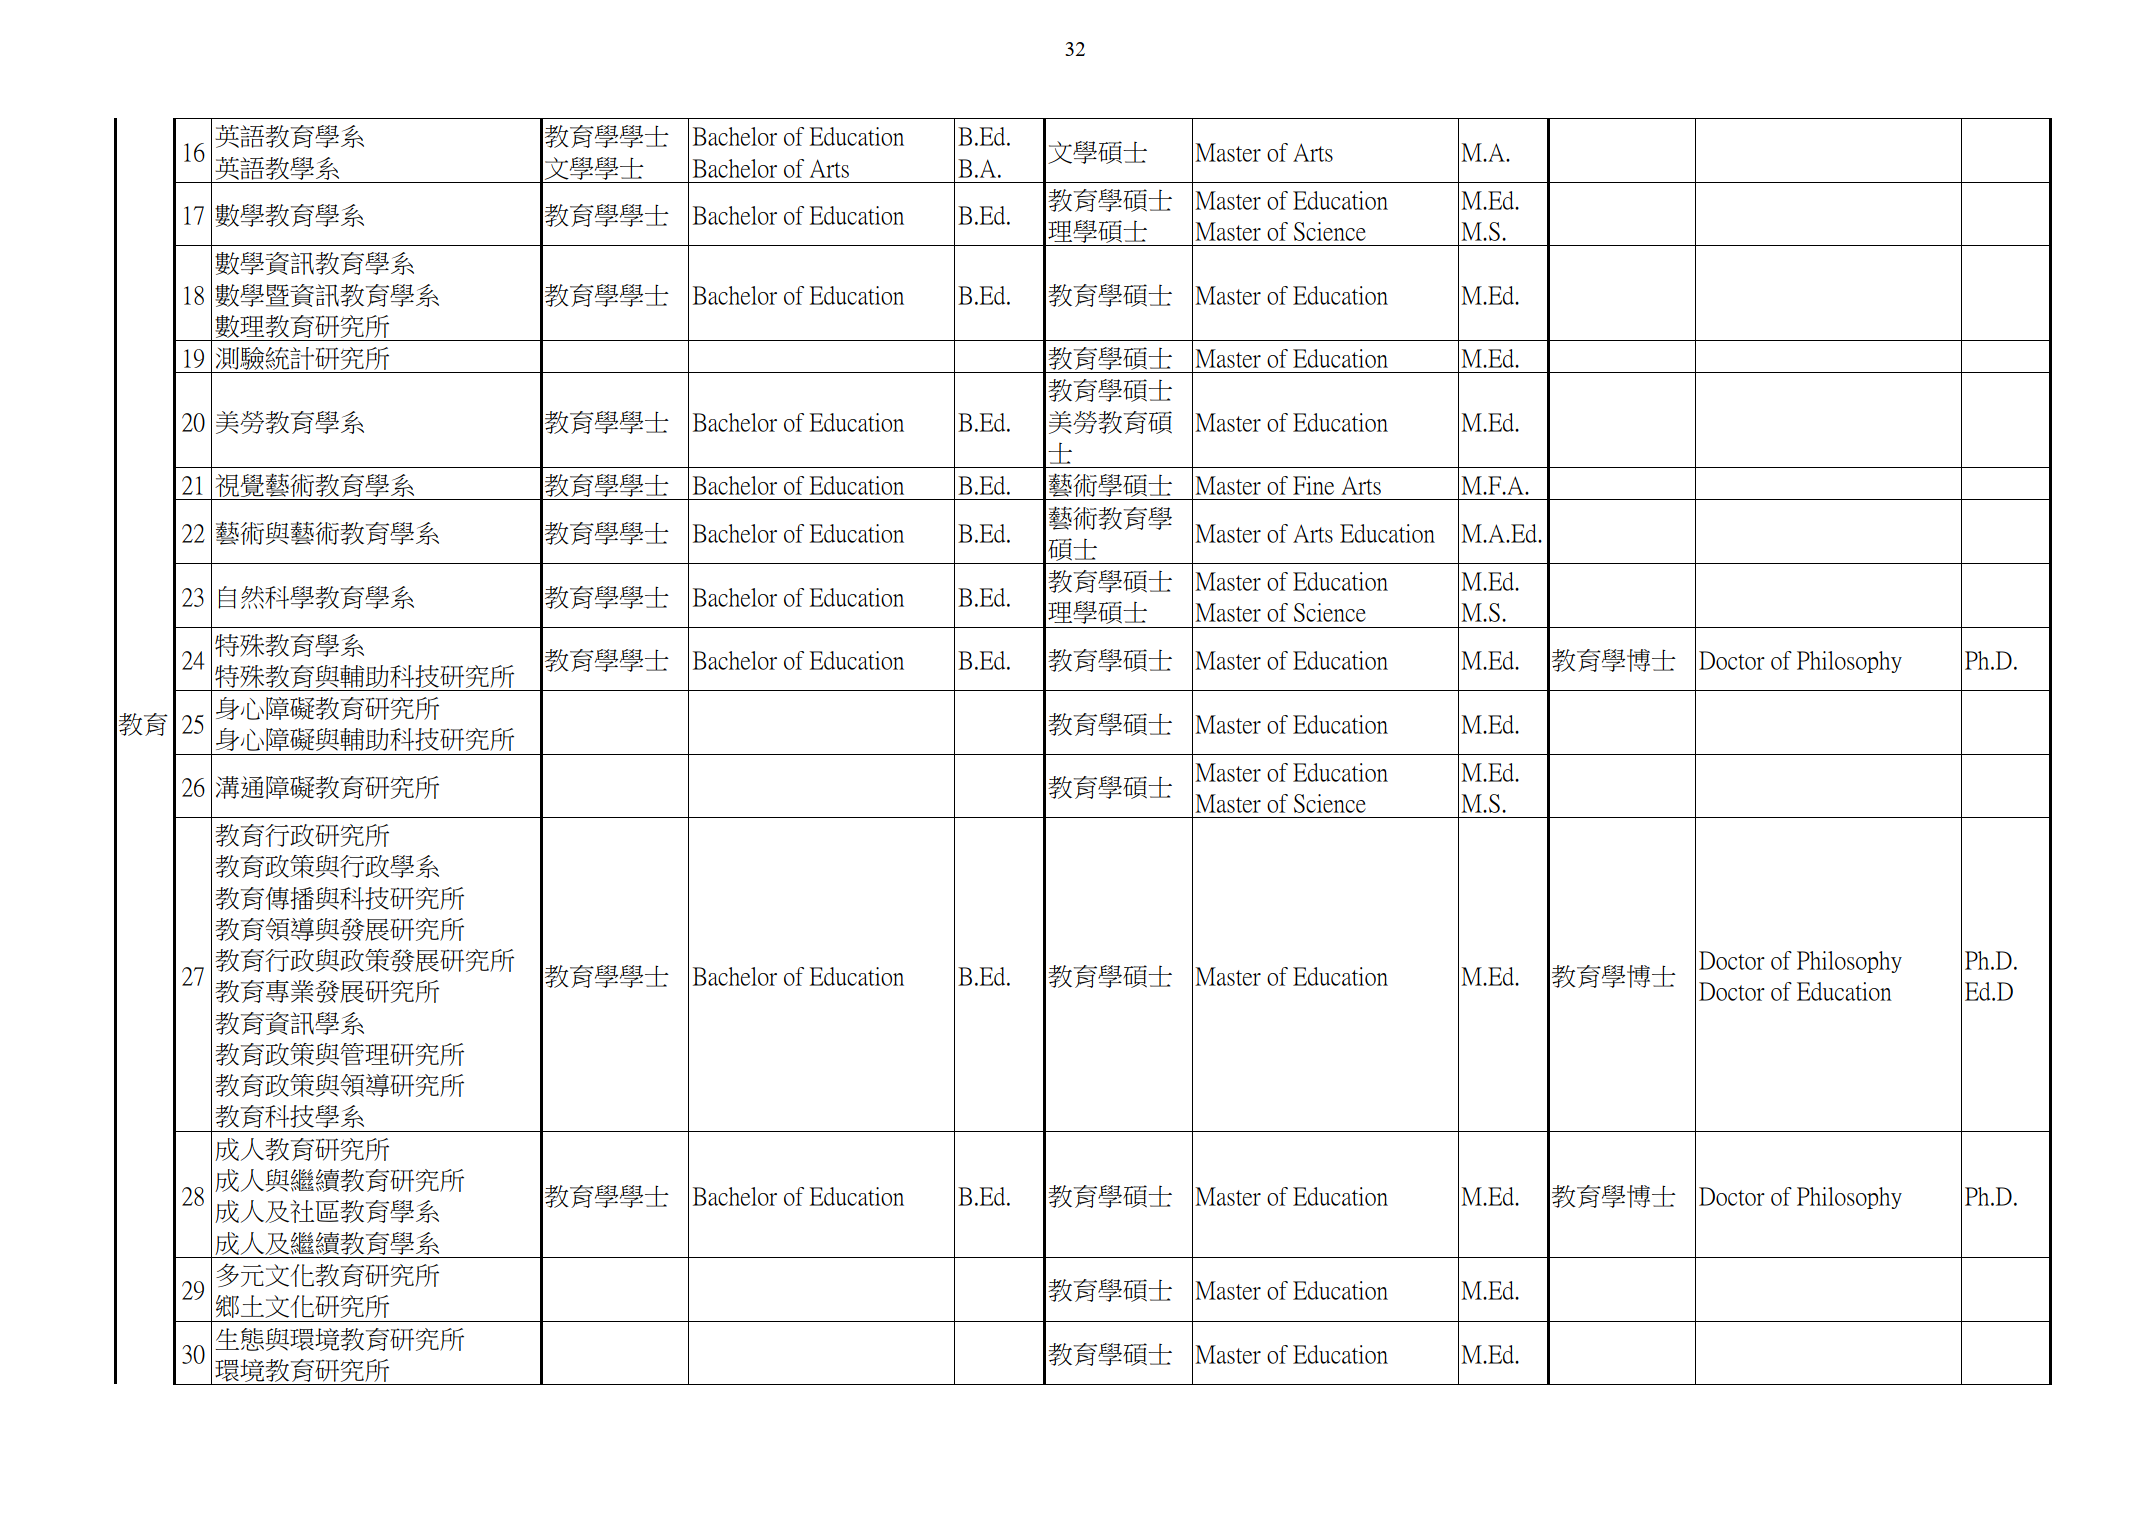 32
教育
16 英語教育學系 教育學學士 Bachelor of Education B.Ed. 文學碩士 Master of Arts M.A.
英語教學系 文學學士 Bachelor of Arts B.A.
17 數學教育學系 教育學學士 Bachelor of Education B.Ed. 教育學碩士 Master of Education M.Ed.
理學碩士 Master of Science M.S.
數學資訊教育學系
18 數學暨資訊教育學系 教育學學士 Bachelor of Education B.Ed. 教育學碩士 Master of Education M.Ed.
數理教育研究所
19 測驗統計研究所 教育學碩士 Master of Education M.Ed.
教育學碩士
20 美勞教育學系 教育學學士 Bachelor of Education B.Ed. 美勞教育碩 Master of Education M.Ed.
士
21 視覺藝術教育學系 教育學學士 Bachelor of Education B.Ed. 藝術學碩士 Master of Fine Arts M.F.A.
22 藝術與藝術教育學系 教育學學士 Bachelor of Education B.Ed. 藝術教育學 Master of Arts Education M.A.Ed.
碩士
23 自然科學教育學系 教育學學士 Bachelor of Education B.Ed. 教育學碩士 Master of Education M.Ed.
理學碩士 Master of Science M.S.
24 特殊教育學系 教育學學士 Bachelor of Education B.Ed. 教育學碩士 Master of Education M.Ed. 教育學博士 Doctor of Philosophy Ph.D.
特殊教育與輔助科技研究所
25 身心障礙教育研究所 教育學碩士 Master of Education M.Ed.
身心障礙與輔助科技研究所
26 溝通障礙教育研究所 教育學碩士 Master of Education M.Ed.
Master of Science M.S.
教育行政研究所
教育政策與行政學系
教育傳播與科技研究所
教育領導與發展研究所
教育行政與政策發展研究所 Doctor of Philosophy Ph.D.
27 教育專業發展研究所 教育學學士 Bachelor of Education B.Ed. 教育學碩士 Master of Education M.Ed. 教育學博士 Doctor of Education Ed.D
教育資訊學系
教育政策與管理研究所
教育政策與領導研究所
教育科技學系
成人教育研究所
成人與繼續教育研究所
28 成人及社區教育學系 教育學學士 Bachelor of Education B.Ed. 教育學碩士 Master of Education M.Ed. 教育學博士 Doctor of Philosophy Ph.D.
成人及繼續教育學系
29 多元文化教育研究所 教育學碩士 Master of Education M.Ed.
鄉土文化研究所
30 生態與環境教育研究所 教育學碩士 Master of Education M.Ed.
環境教育研究所